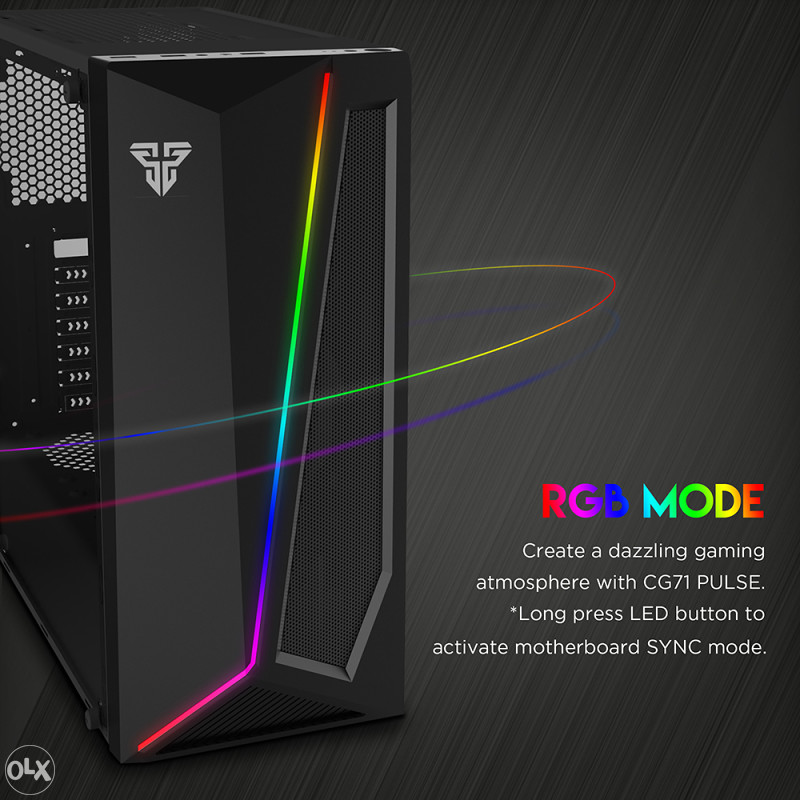 RGB MODE
Create a dazzling gaming
atmosphere with CG71 PULSE.
*Long press LED button to
activate motherboard SYNC mode.
OLX